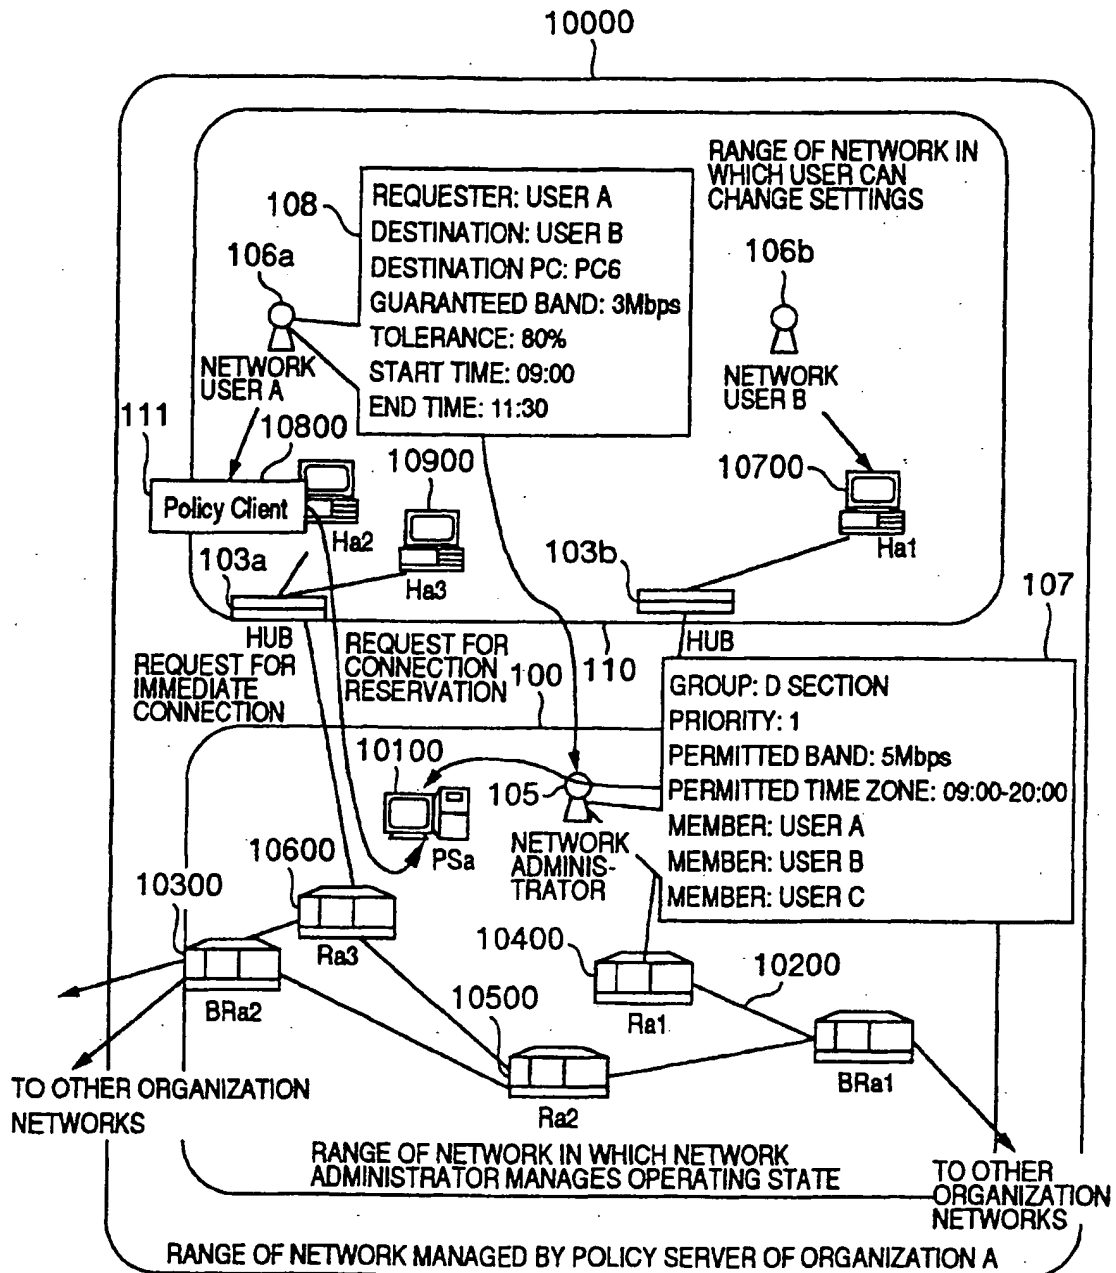 10000
RANGE OF NETWORK IN
WHICH USER CAN
CHANGE SETTINGS
108
REQUESTER: USER A
DESTINATION: USER B
DESTINATION PC: PC6
GUARANTEED BAND: 3Mbps
TOLERANCE: 80%
START TIME: 09:00
END TIME: 11:30
106a
NETWORK
USER A
106b
NETWORK
USER B
111
10800
Policy Client
Ha2
10900
Ha3
10700
Ha1
103a
HUB
103b
HUB
107
REQUEST FOR
IMMEDIATE
CONNECTION
REQUEST FOR
CONNECTION
RESERVATION
100
110
GROUP: D SECTION
PRIORITY: 1
PERMITTED BAND: 5Mbps
PERMITTED TIME ZONE: 09:00-20:00
MEMBER: USER A
MEMBER: USER B
MEMBER: USER C
10100
PSa
105
NETWORK
ADMINIS-
TRATOR
10600
Ra3
10300
BRa2
10400
Ra1
10200
10500
Ra2
BRa1
TO OTHER ORGANIZATION
NETWORKS
RANGE OF NETWORK IN WHICH NETWORK
ADMINISTRATOR MANAGES OPERATING STATE
TO OTHER
ORGANIZATION
NETWORKS
RANGE OF NETWORK MANAGED BY POLICY SERVER OF ORGANIZATION A